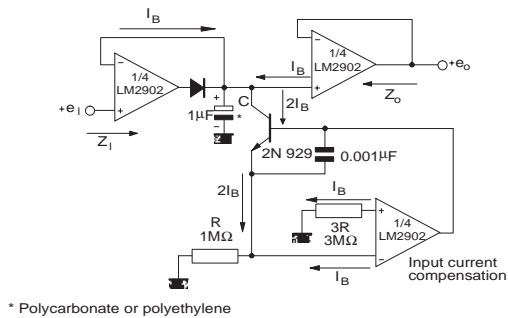 I_B
1/4
LM2902
+e_I
Z_I
+
1µF
*
C
I_B
2I_B
1/4
LM2902
+e_o
Z_o
2N 929
0.001µF
2I_B
I_B
R
1MΩ
3R
3MΩ
1/4
LM2902
I_B
Input current
compensation
* Polycarbonate or polyethylene